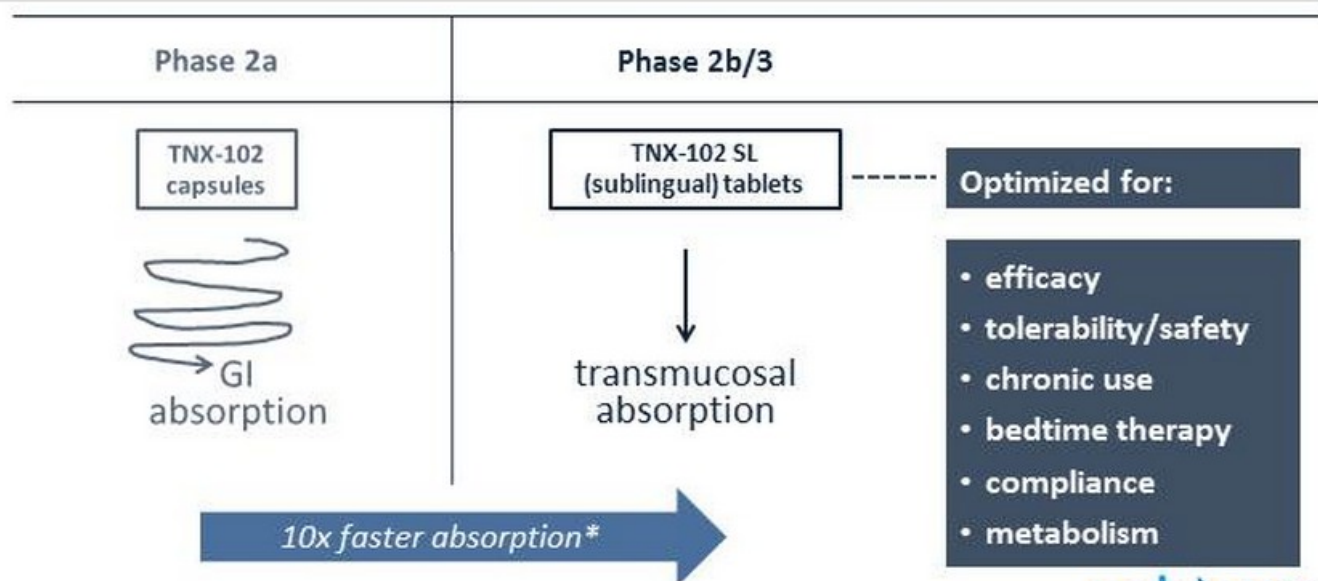 Phase 2a
Phase 2b/3
TNX-102
capsules
TNX-102 SL
(sublingual) tablets
Optimized for:
GI
absorption
transmucosal
absorption
• efficacy
• tolerability/safety
• chronic use
• bedtime therapy
• compliance
• metabolism
10x faster absorption*